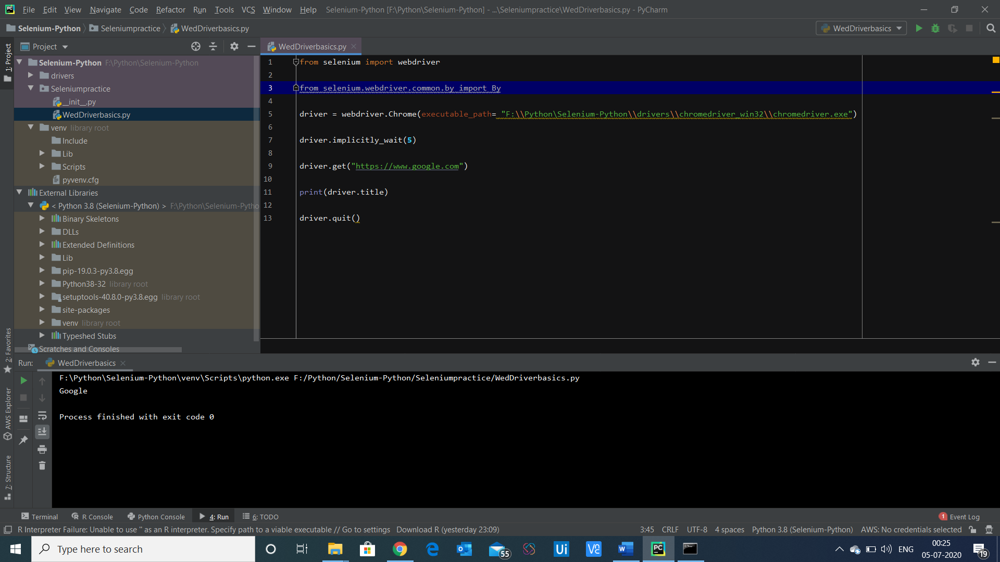 File Edit View Navigate Code Refactor Run Tools VCS Window Help Selenium-Python [F:\Python\Selenium-Python] - ...\Seleniumpractice\WedDriverbasics.py - PyCharm
Selenium-Python Seleniumpractice WedDriverbasics.py WedDriverbasics
Project WedDriverbasics.py
1: Project
Selenium-Python F:\Python\Selenium-Python
drivers
Seleniumpractice
__init__.py
WedDriverbasics.py
venv library root
Include
Lib
Scripts
pyvenv.cfg
External Libraries
< Python 3.8 (Selenium-Python) > F:\Python\Selenium-Pytho
Binary Skeletons
DLLs
Extended Definitions
Lib
pip-19.0.3-py3.8.egg
Python38-32 library root
setuptools-40.8.0-py3.8.egg library root
site-packages
venv library root
Typeshed Stubs
Scratches and Consoles
1 from selenium import webdriver
2
3 from selenium.webdriver.common.by import By
4
5 driver = webdriver.Chrome(executable_path= "F:\\Python\Selenium-Python\\drivers\\chromedriver_win32\\chromedriver.exe")
6
7 driver.implicitly_wait(5)
8
9 driver.get("https://www.google.com")
10
11 print(driver.title)
12
13 driver.quit()
2: Favorites
AWS Explorer
7: Structure
Run: WedDriverbasics
F:\Python\Selenium-Python\venv\Scripts\python.exe F:/Python/Selenium-Python/Seleniumpractice/WedDriverbasics.py
Google
Process finished with exit code 0
Terminal R Console Python Console 4: Run 6: TODO 1 Event Log
R Interpreter Failure: Unable to use '' as an R interpreter. Specify path to a viable executable // Go to settings Download R (yesterday 23:09) 3:45 CRLF UTF-8 4 spaces Python 3.8 (Selenium-Python) AWS: No credentials selected
Type here to search 55 Ui VE W PC ENG 00:25 19
05-07-2020